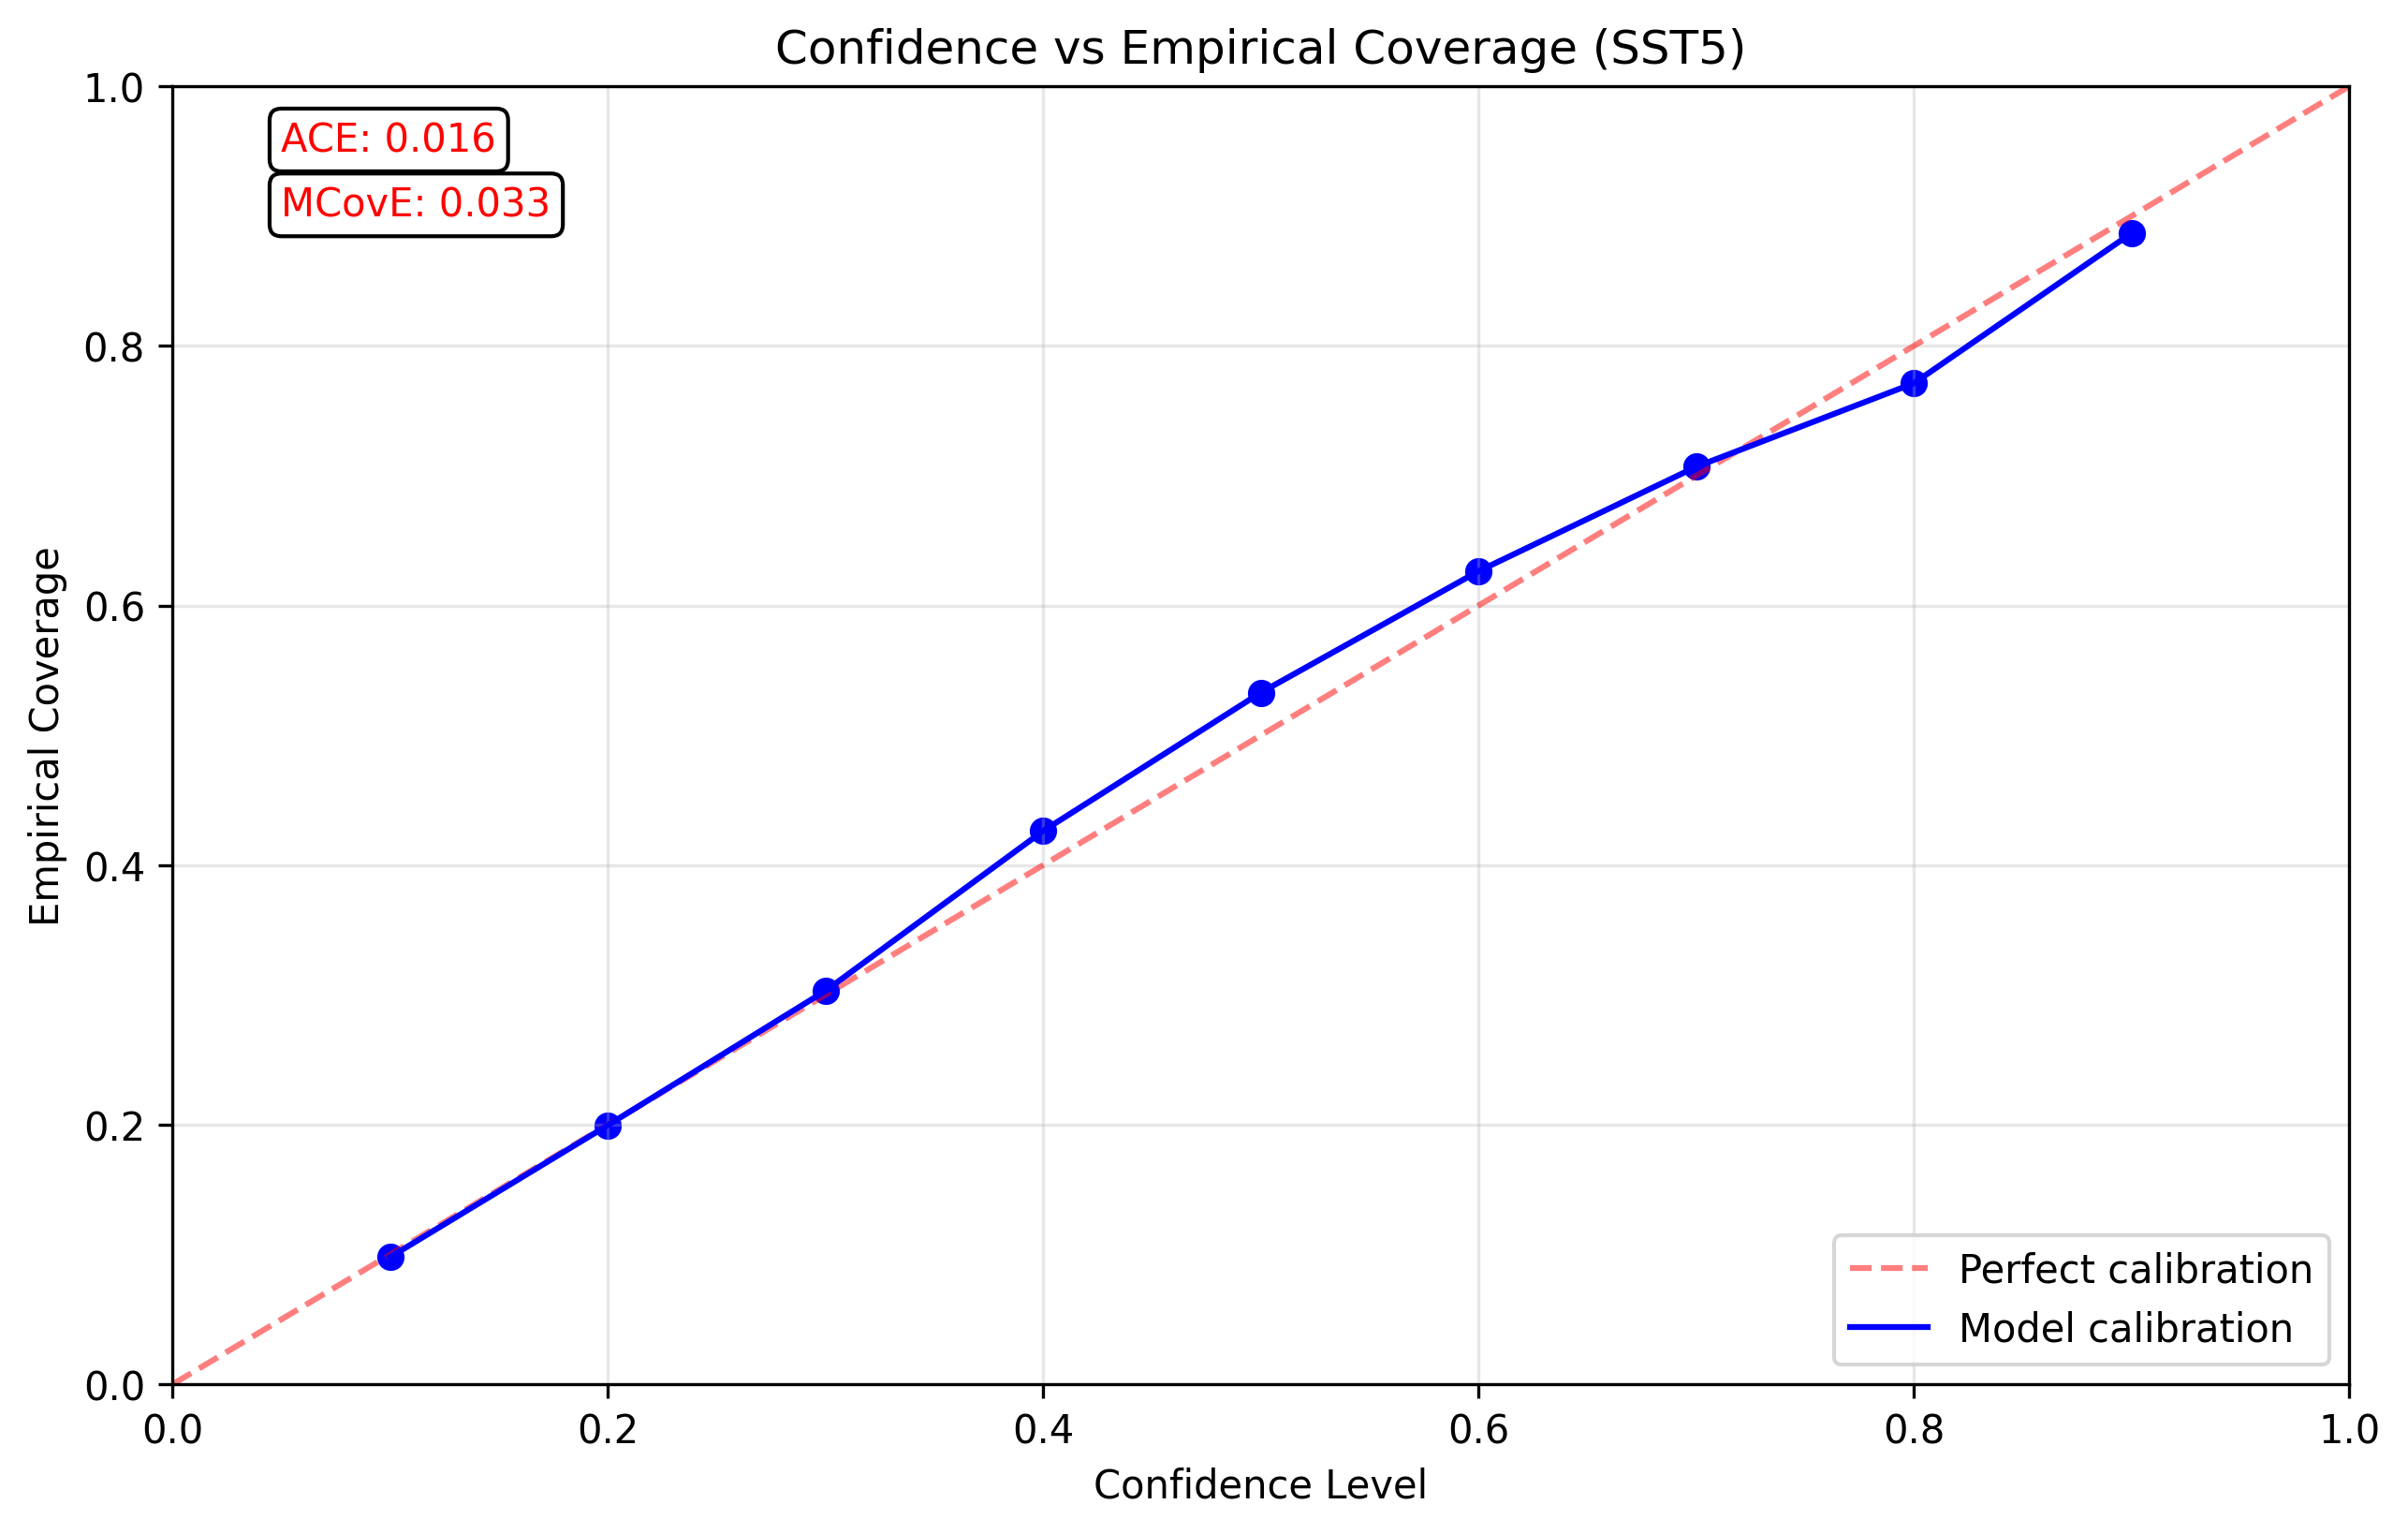 Confidence vs Empirical Coverage (SST5)
ACE: 0.016
MCovE: 0.033
1.0
0.8
0.6
0.4
0.2
0.0
Empirical Coverage
0.0 0.2 0.4 0.6 0.8 1.0
Confidence Level
Perfect calibration
Model calibration